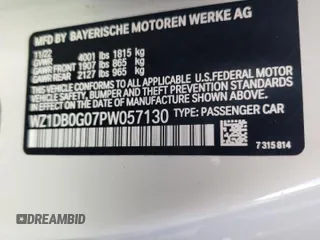 MFD BY BAYERISCHE MOTOREN WERKE AG
11/22
GVWR 4001 lbs 1815 kg
GAWR FRT 1907 lbs 865 kg
GAWR RR 2127 lbs 965 kg
THIS VEHICLE CONFORMS TO ALL APPLICABLE
FEDERAL MOTOR VEHICLE SAFETY, BUMPER, AND
THEFT PREVENTION STANDARDS IN EFFECT ON THE
DATE OF MANUFACTURE SHOWN ABOVE.
WZ1DB0G07PW057130 TYPE: PASSENGER CAR
7 315 814
DREAMBID